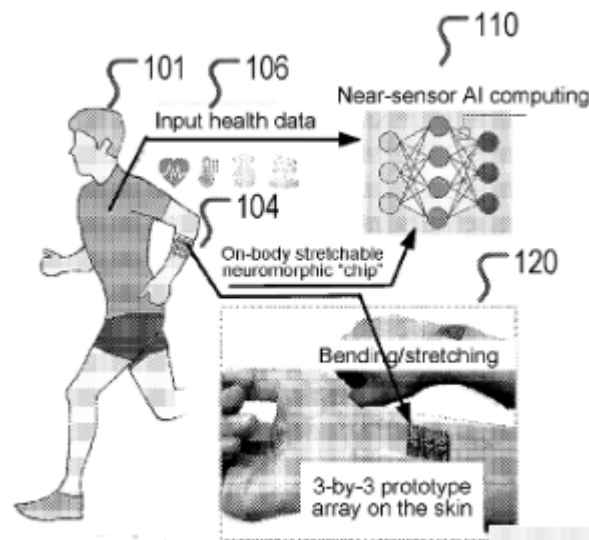 110
101
106
Near-sensor AI computing
Input health data
104
On-body stretchable
neuromorphic "chip"
120
Bending/stretching
3-by-3 prototype
array on the skin